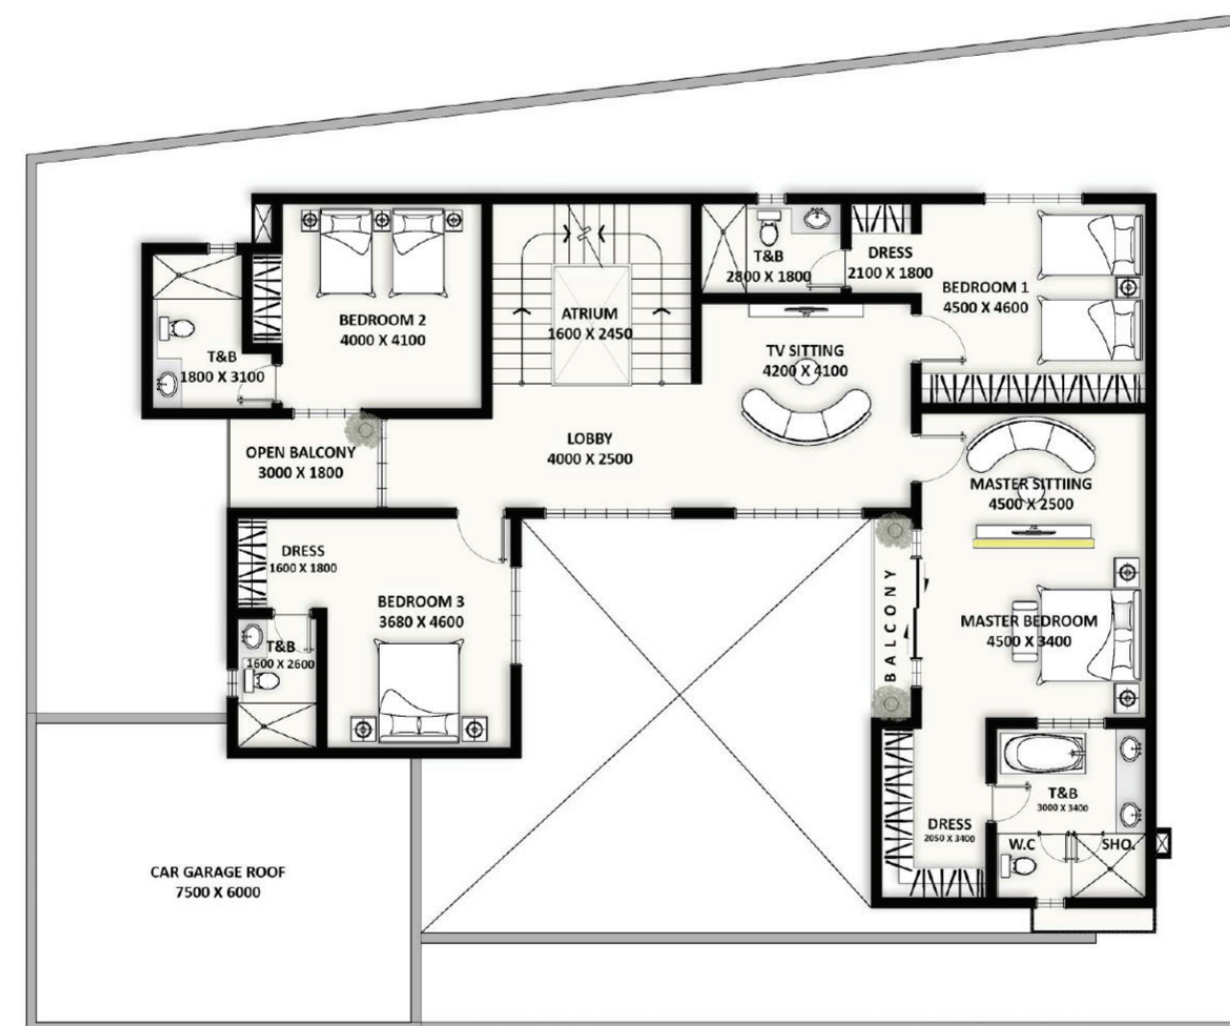 BEDROOM 2
4000 X 4100
T&B
1800 X 3100
ATRIUM
1600 X 2450
T&B
2800 X 1800
DRESS
2100 X 1800
BEDROOM 1
4500 X 4600
TV SITTING
4200 X 4100
OPEN BALCONY
3000 X 1800
LOBBY
4000 X 2500
MASTER SITTIING
4500 X 2500
DRESS
1600 X 1800
BEDROOM 3
3680 X 4600
T&B
1600 X 2600
BALCONY
MASTER BEDROOM
4500 X 3400
T&B
3000 X 3400
DRESS
2050 X 3400
W.C
SHO.
CAR GARAGE ROOF
7500 X 6000